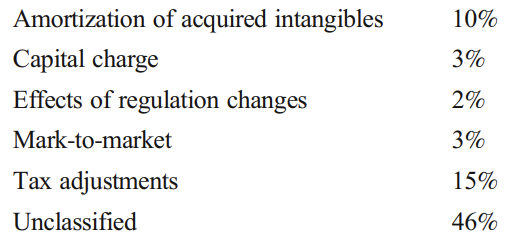 Amortization of acquired intangibles 10%
Capital charge 3%
Effects of regulation changes 2%
Mark-to-market 3%
Tax adjustments 15%
Unclassified 46%